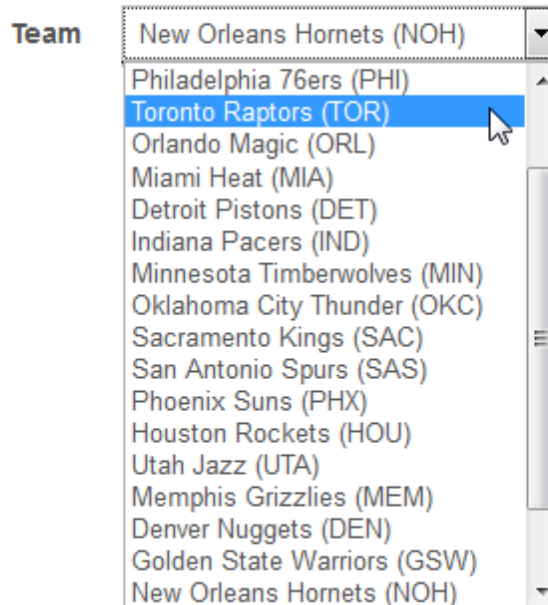 Team New Orleans Hornets (NOH)
Philadelphia 76ers (PHI)
Toronto Raptors (TOR)
Orlando Magic (ORL)
Miami Heat (MIA)
Detroit Pistons (DET)
Indiana Pacers (IND)
Minnesota Timberwolves (MIN)
Oklahoma City Thunder (OKC)
Sacramento Kings (SAC)
San Antonio Spurs (SAS)
Phoenix Suns (PHX)
Houston Rockets (HOU)
Utah Jazz (UTA)
Memphis Grizzlies (MEM)
Denver Nuggets (DEN)
Golden State Warriors (GSW)
New Orleans Hornets (NOH)